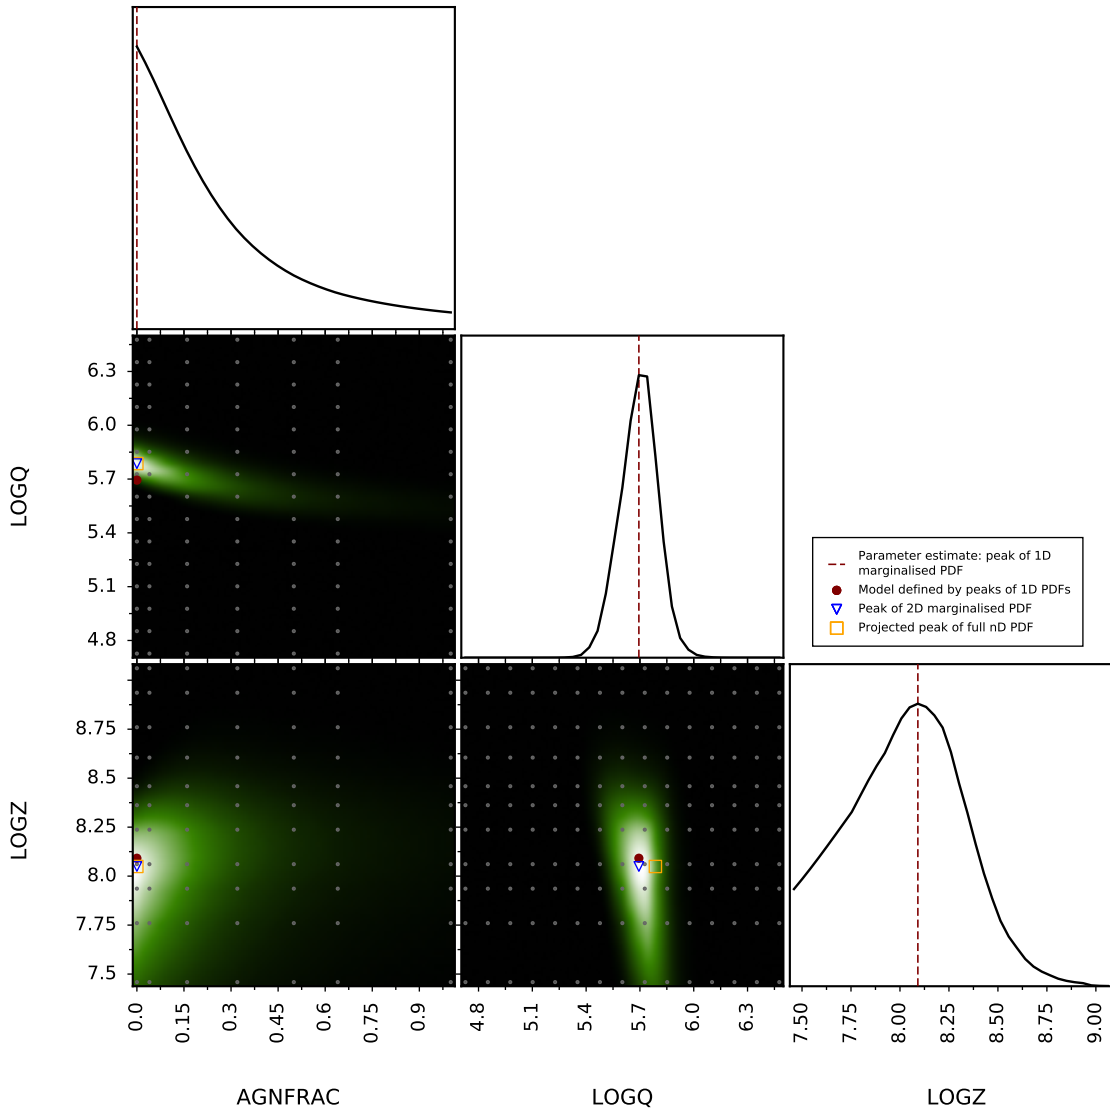 LOGQ
6.3
6.0
5.7
5.4
5.1
4.8
Parameter estimate: peak of 1D
marginalised PDF
Model defined by peaks of 1D PDFs
Peak of 2D marginalised PDF
Projected peak of full nD PDF
LOGZ
8.75
8.5
8.25
8.0
7.75
7.5
0.0 0.15 0.3 0.45 0.6 0.75 0.9
4.8 5.1 5.4 5.7 6.0 6.3
7.50 7.75 8.00 8.25 8.50 8.75 9.00
AGNFRAC
LOGQ
LOGZ